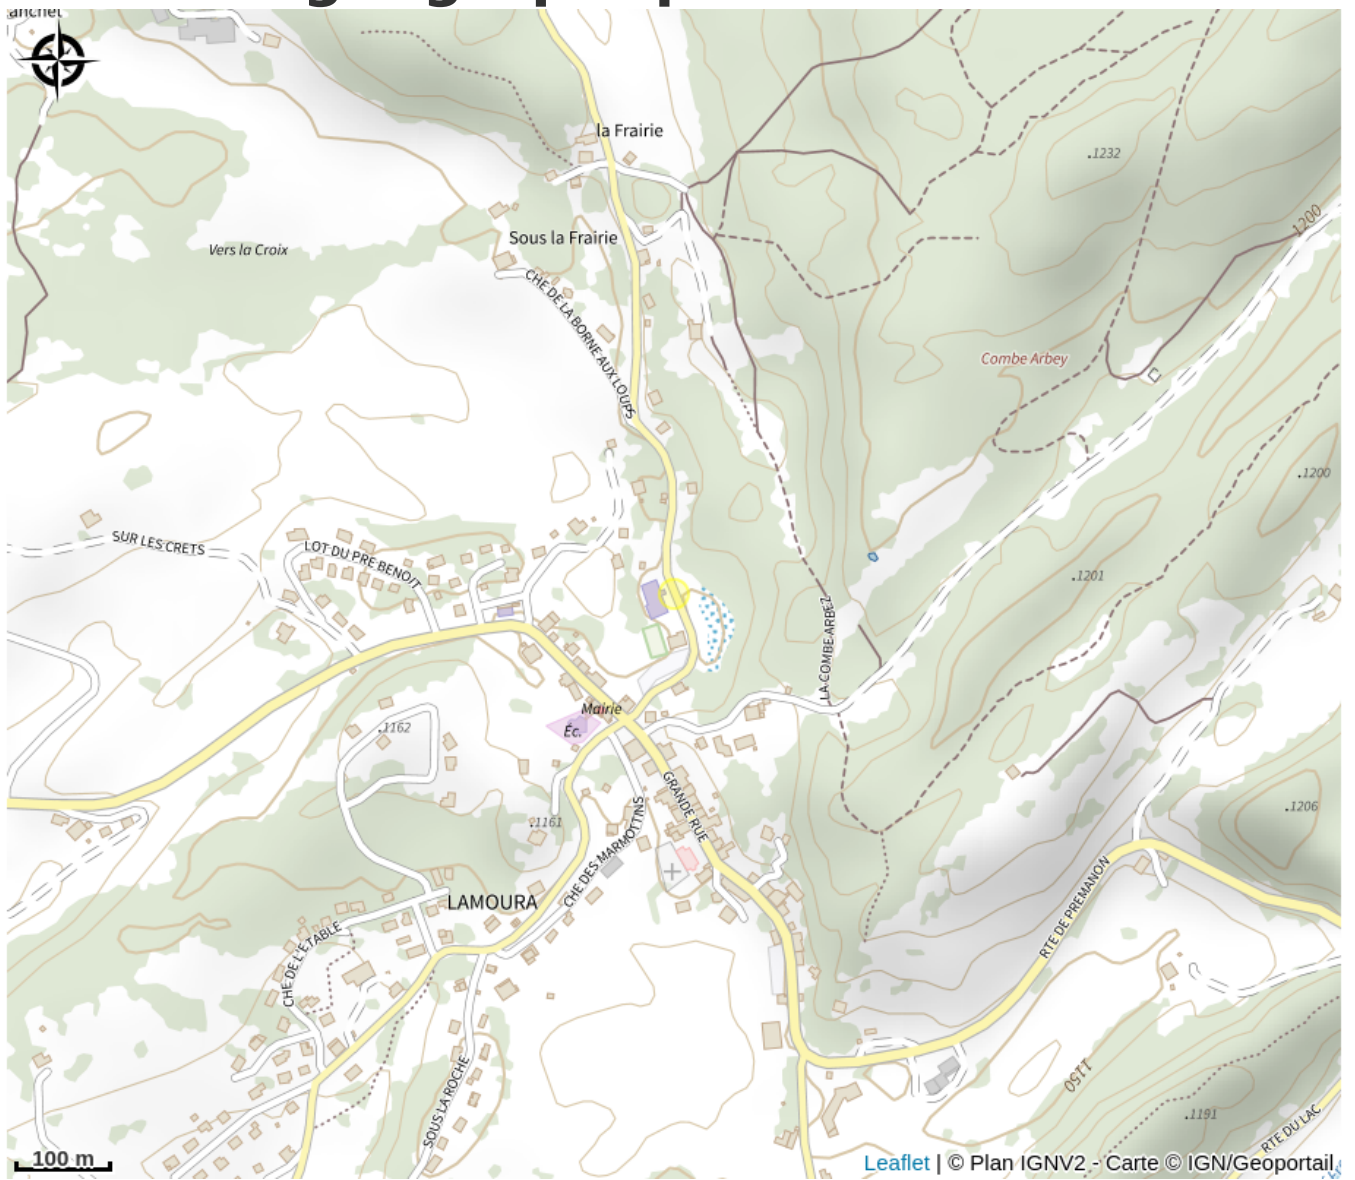 anchet
la Frairie
.1232
1200
Sous la Frairie
Vers la Croix
CHE DE LA BORNE AUX LOUPS
Combe Arbey
.1200
SUR LES CRETS
LOT DU PRE BENOIT
.1201
LA COMBE ARBEZ
Mairie
Éc.
.1162
GRANDE RUE
.1206
.1161
CHE DES MARMOTTINS
LAMOURA
RTE DE PREMANON
CHE DE L'ETABLE
1150
SOUS LA ROCHE
.1191
RTE DU LAC
100 m
Leaflet | © Plan IGNV2 - Carte © IGN/Geoportail